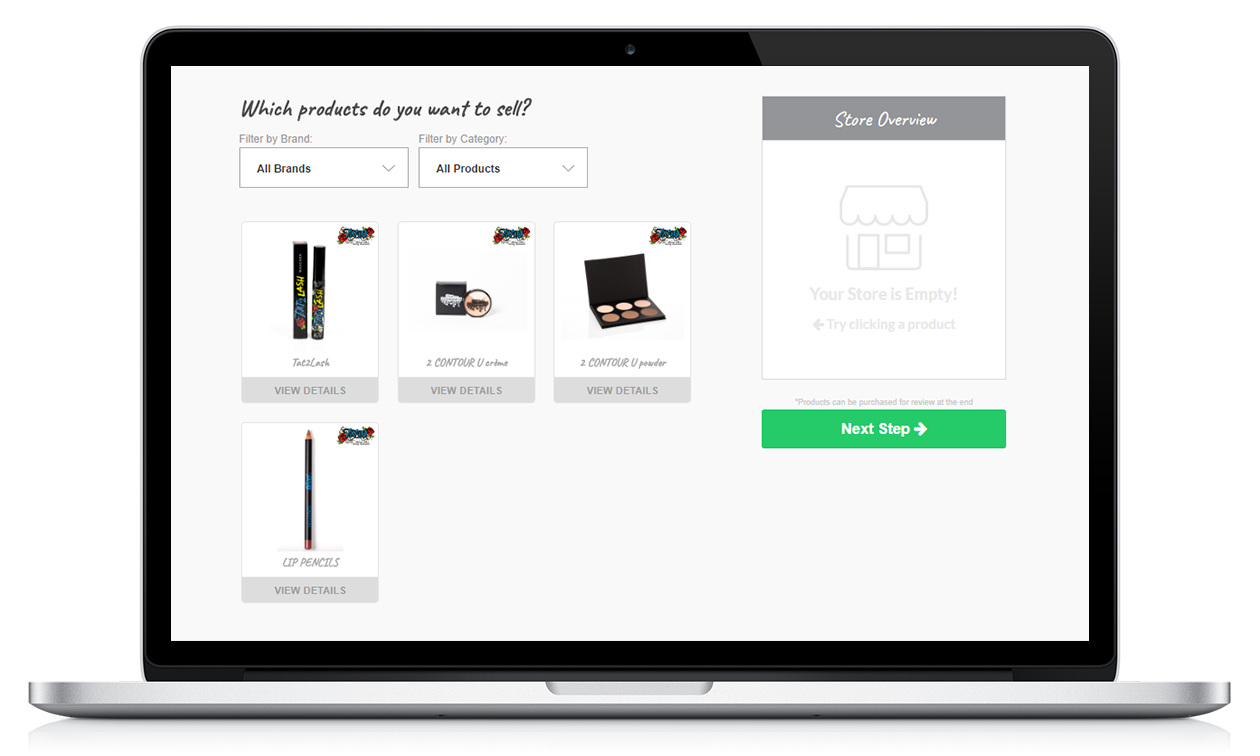 Which products do you want to sell?
Filter by Brand:
Filter by Category:
All Brands
All Products
Tat2Lash
VIEW DETAILS
2 CONTOUR U crème
VIEW DETAILS
2 CONTOUR U powder
VIEW DETAILS
LIP PENCILS
VIEW DETAILS
Store Overview
Your Store is Empty!
Try clicking a product
*Products can be purchased for review at the end
Next Step